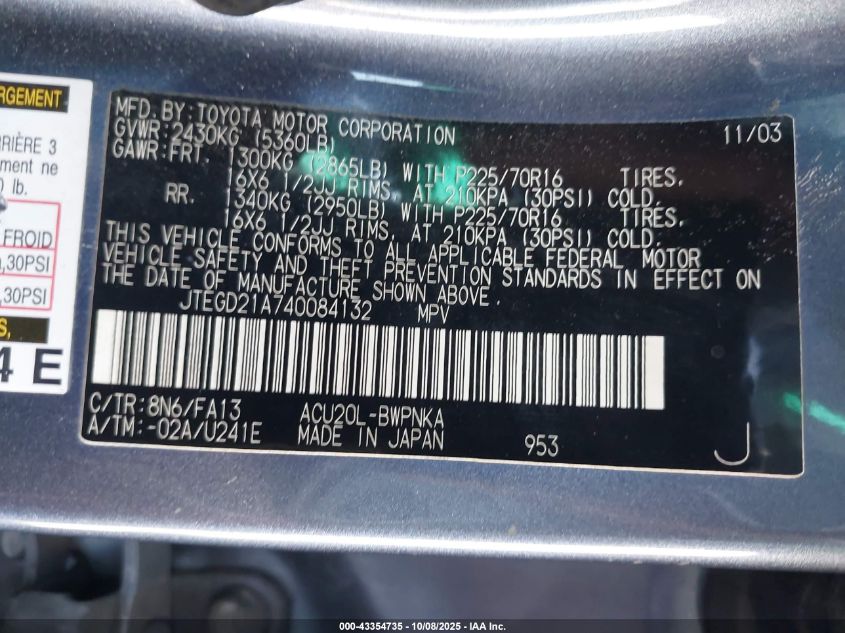 RGEMENT
RRIÈRE 3
ment ne
0 lb.
FROID
a,30PSI
,30PSI
S,
4 E
MFD.BY:TOYOTA MOTOR CORPORATION 11/03
GVWR:2430KG (5360LB)
GAWR:FRT. 1300KG (2865LB) WITH P225/70R16 TIRES,
16X6 1/2JJ RIMS, AT 210KPA (30PSI) COLD.
RR. 1340KG (2950LB) WITH P225/70R16 TIRES,
16X6 1/2JJ RIMS, AT 210KPA (30PSI) COLD.
THIS VEHICLE CONFORMS TO ALL APPLICABLE FEDERAL MOTOR
VEHICLE SAFETY AND THEFT PREVENTION STANDARDS IN EFFECT ON
THE DATE OF MANUFACTURE SHOWN ABOVE.
JTEGD21A740084132 MPV
C/TR:8N6/FA13 ACU20L-BWPNKA
A/TM:-02A/U241E MADE IN JAPAN 953 J
000-43354735 - 10/08/2025 - IAA Inc.